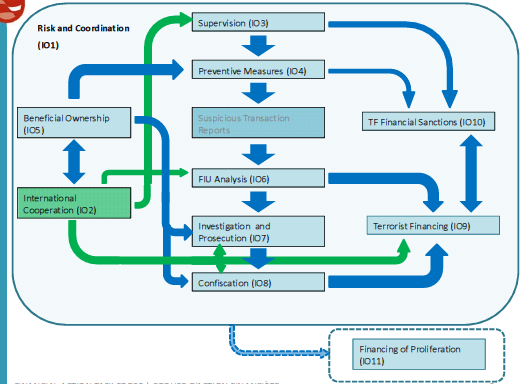 Risk and Coordination
(IO1)
Supervision (IO3)
Preventive Measures (IO4)
Beneficial Ownership
(IO5)
Suspicious Transaction
Reports
TF Financial Sanctions (IO10)
International
Cooperation (IO2)
FIU Analysis (IO6)
Investigation and
Prosecution (IO7)
Terrorist Financing (IO9)
Confiscation (IO8)
Financing of Proliferation
(IO11)